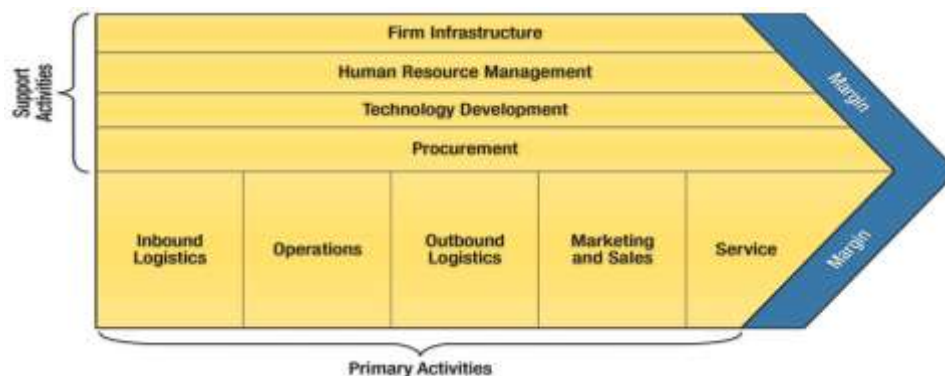 Firm Infrastructure
Human Resource Management
Technology Development
Procurement
Support
Activities
Margin
Inbound
Logistics
Operations
Outbound
Logistics
Marketing
and Sales
Service
Margin
Primary Activities